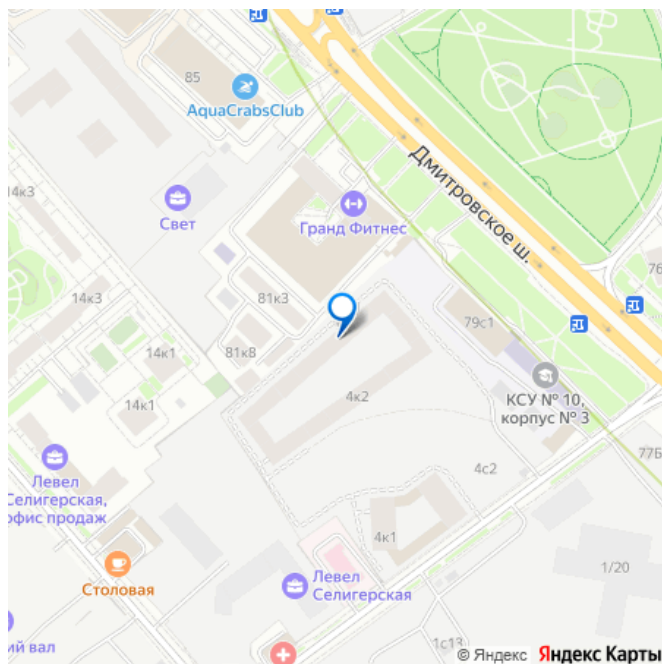 85
AquaCrabsClub
Дмитровское ш.
14к3
Свет
Гранд Фитнес
76
14к3
81к3
79с1
14к1
81к8
14к1
4к2
КСУ № 10,
корпус № 3
77Б
Левел
Селигерская,
офис продаж
4с2
4к1
Столовая
Левел
Селигерская
1/20
ий вал
1с13
© Яндекс Яндекс Карты